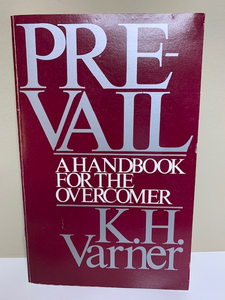 PRE-
VAIL
A HANDBOOK
FOR THE
OVERCOMER
K.H.
Varner